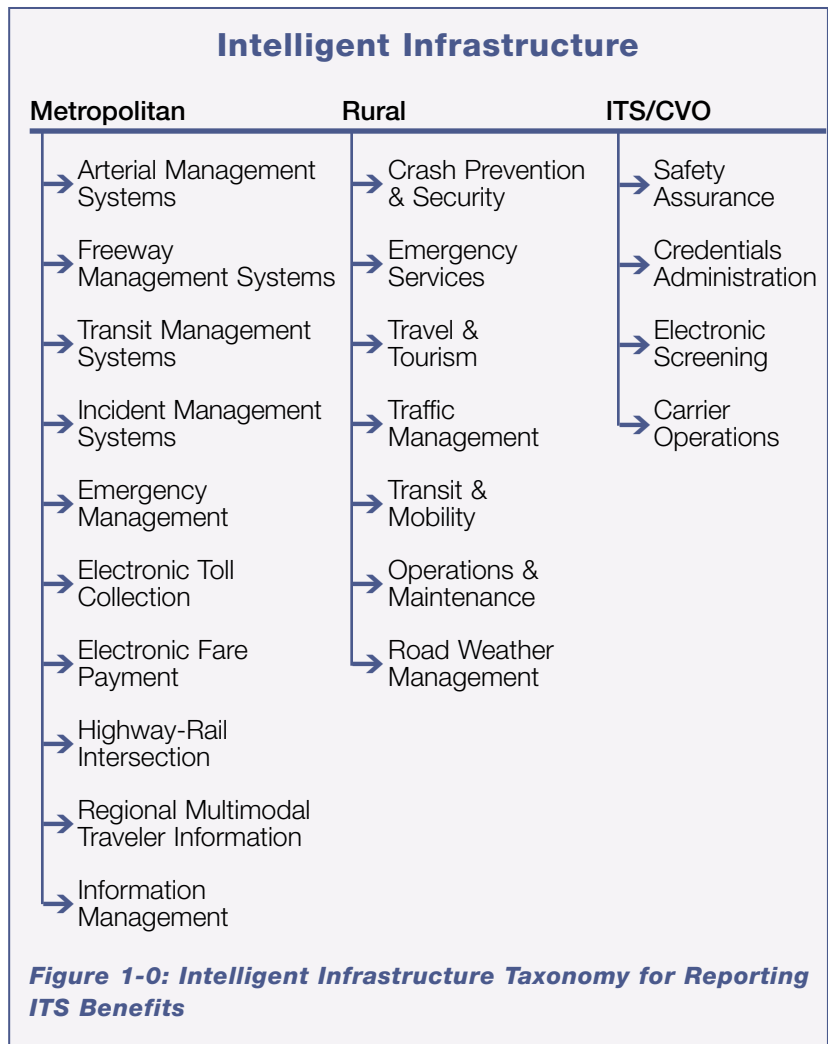 Intelligent Infrastructure
Metropolitan
Arterial Management
Systems
Freeway
Management Systems
Transit Management
Systems
Incident Management
Systems
Emergency
Management
Electronic Toll
Collection
Electronic Fare
Payment
Highway-Rail
Intersection
Regional Multimodal
Traveler Information
Information
Management
Rural
Crash Prevention
& Security
Emergency
Services
Travel &
Tourism
Traffic
Management
Transit &
Mobility
Operations &
Maintenance
Road Weather
Management
ITS/CVO
Safety
Assurance
Credentials
Administration
Electronic
Screening
Carrier
Operations
Figure 1-0: Intelligent Infrastructure Taxonomy for Reporting
ITS Benefits